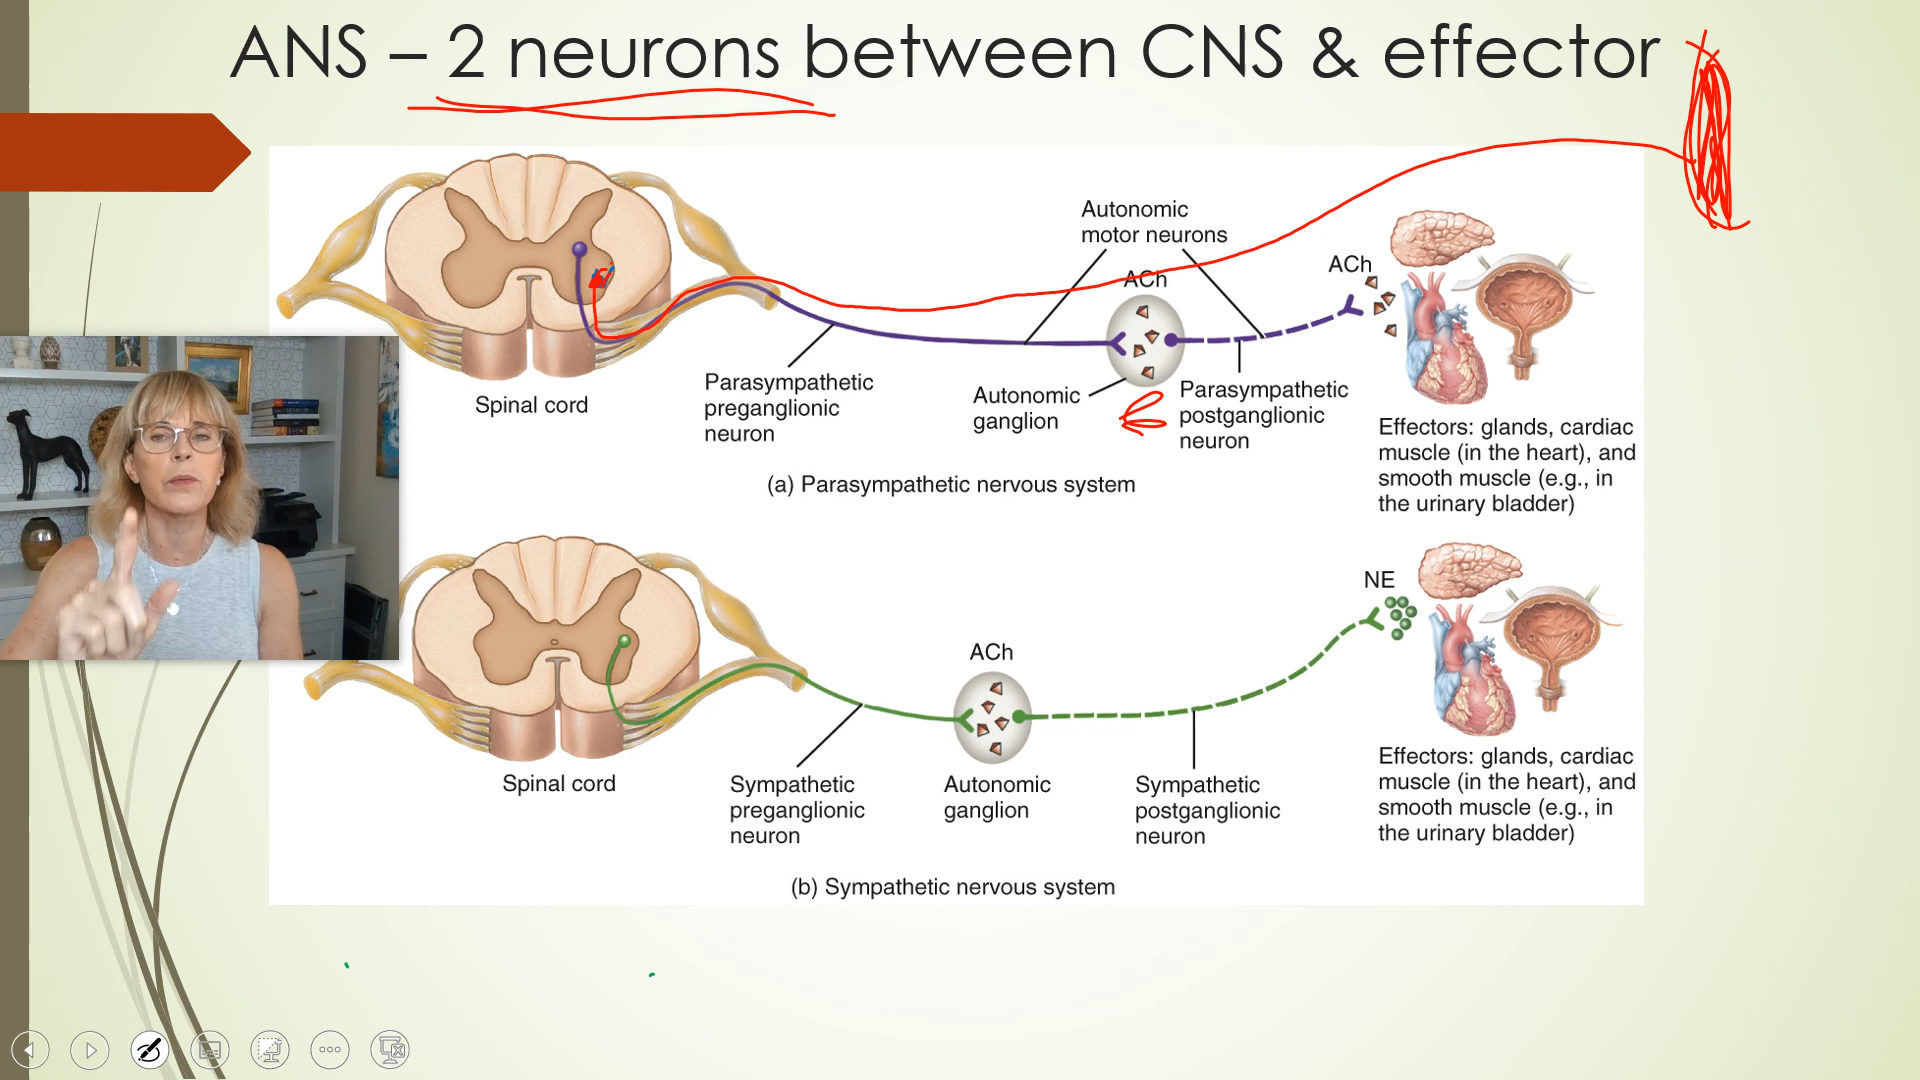 ANS – 2 neurons between CNS & effector
Autonomic
motor neurons
ACh
ACh
Spinal cord
Parasympathetic
preganglionic
neuron
Autonomic
ganglion
Parasympathetic
postganglionic
neuron
Effectors: glands, cardiac
muscle (in the heart), and
smooth muscle (e.g., in
the urinary bladder)
(a) Parasympathetic nervous system
NE
ACh
Spinal cord
Sympathetic
preganglionic
neuron
Autonomic
ganglion
Sympathetic
postganglionic
neuron
Effectors: glands, cardiac
muscle (in the heart), and
smooth muscle (e.g., in
the urinary bladder)
(b) Sympathetic nervous system